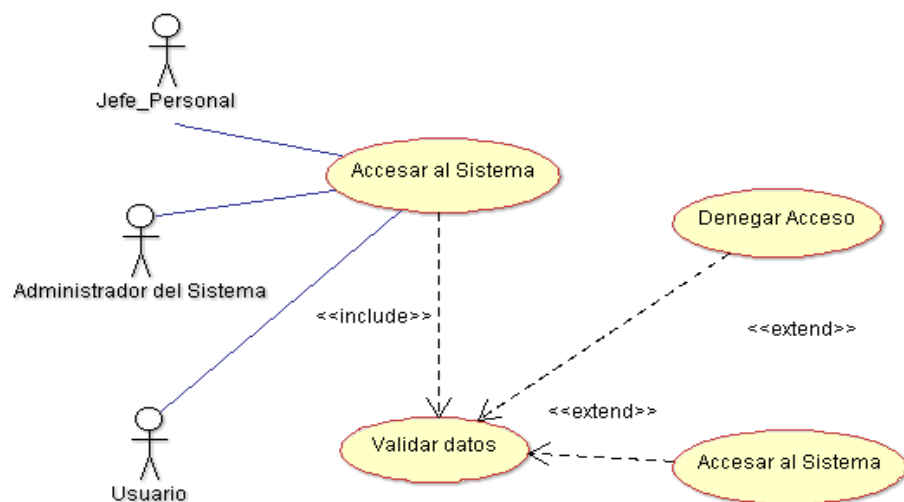 Jefe_Personal
Accesar al Sistema
Denegar Acceso
Administrador del Sistema
<<include>>
<<extend>>
<<extend>>
Validar datos
Accesar al Sistema
Usuario